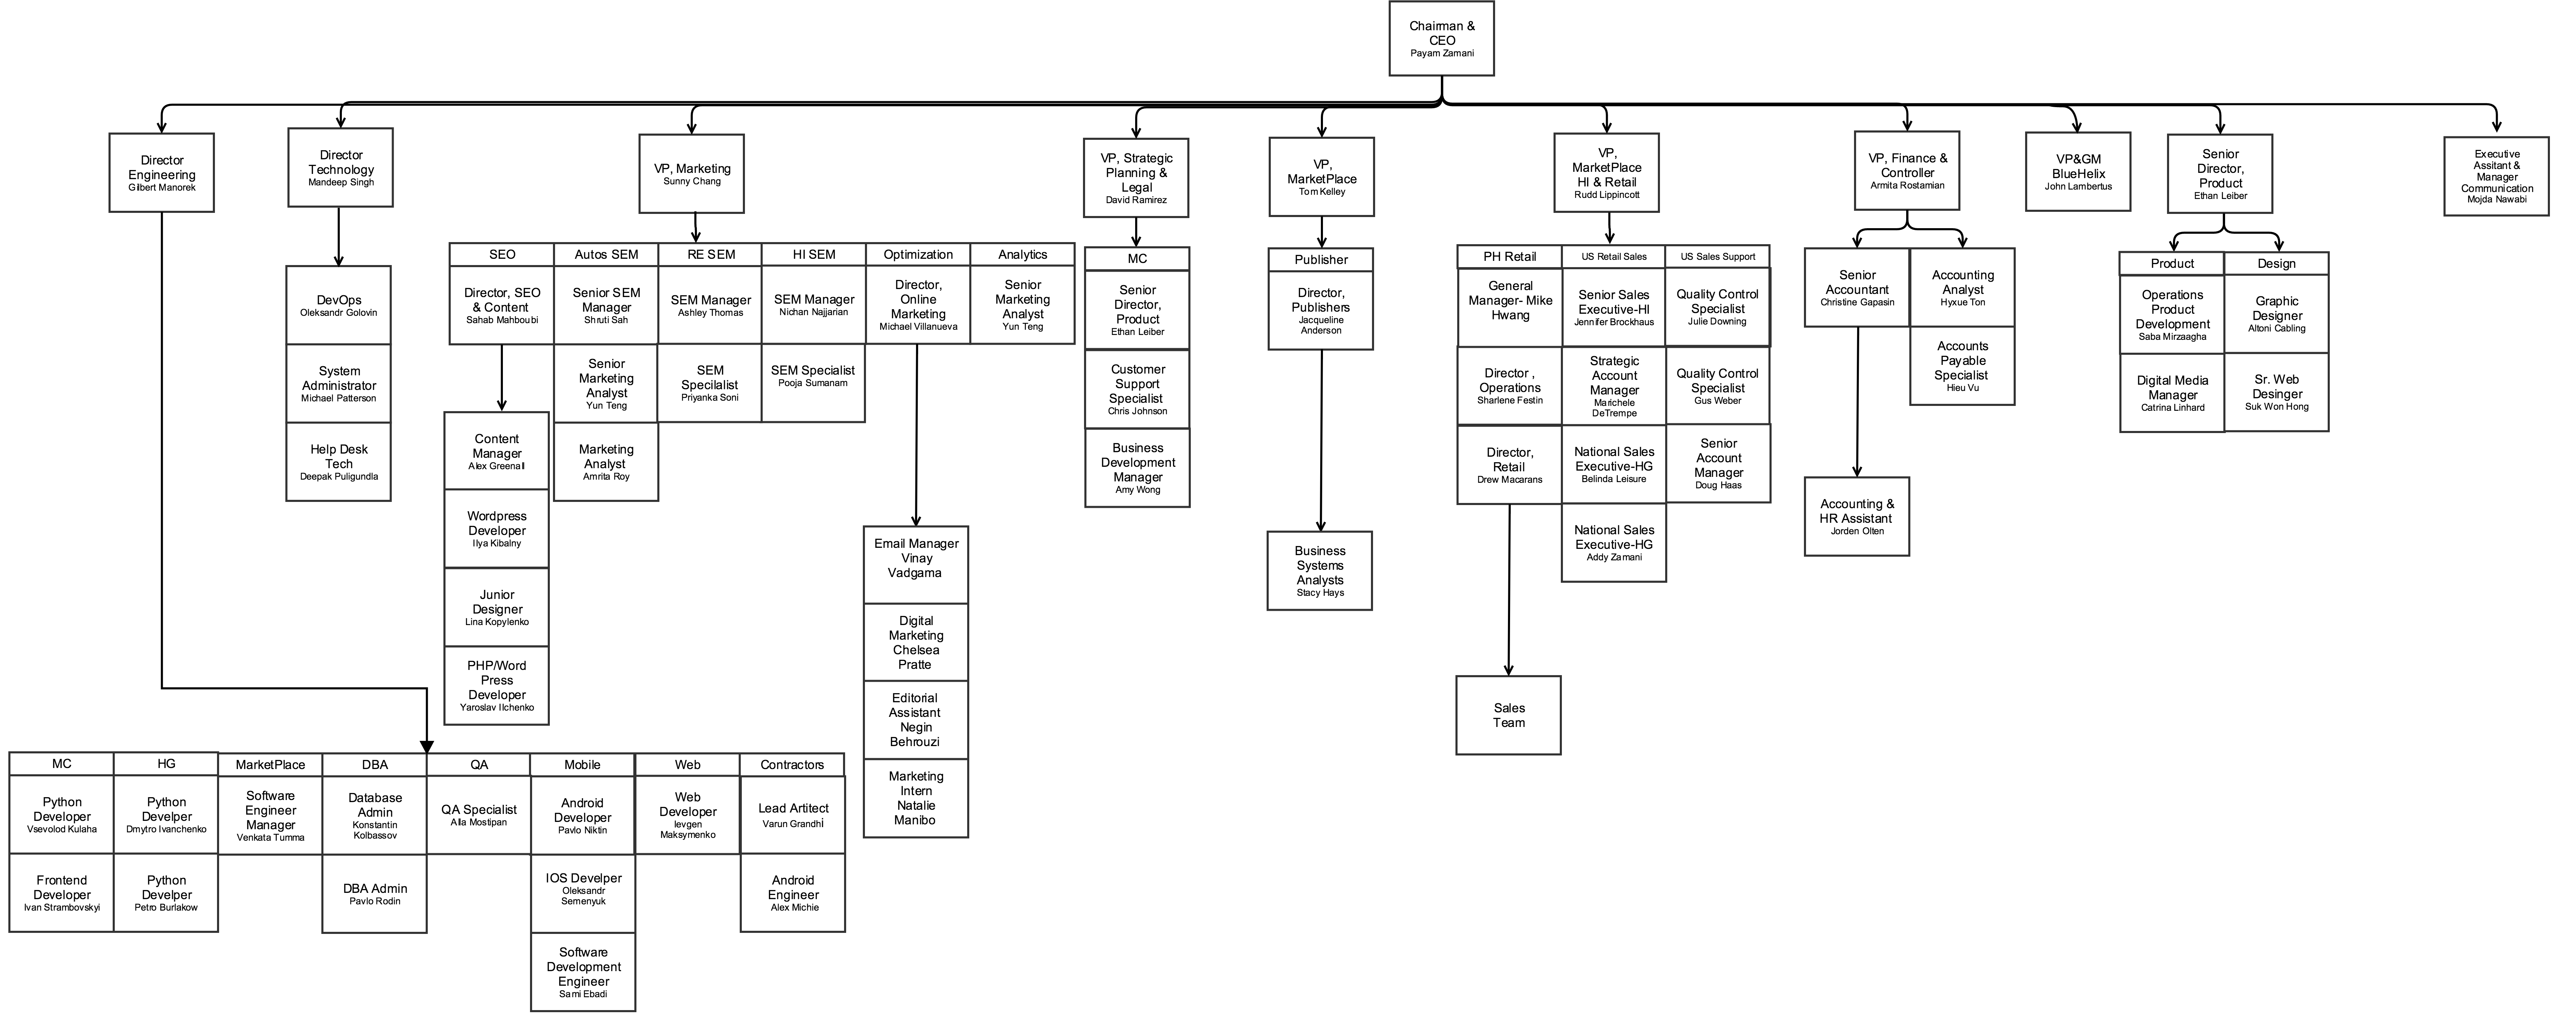 Chairman &
CEO
Payam Zamani
Director
Engineering
Gilbert Manorek
Director
Technology
Mandeep Singh
VP, Marketing
Sunny Chang
VP, Strategic
Planning &
Legal
David Ramirez
VP,
MarketPlace
Tom Kelley
VP,
MarketPlace
HI & Retail
Rudd Lippincott
VP, Finance &
Controller
Armita Rostamian
VP&GM
BlueHelix
John Lambertus
Senior
Director,
Product
Ethan Leiber
Executive
Assitant &
Manager
Communication
Mojda Nawabi
DevOps
Oleksandr Golovin
System
Administrator
Michael Patterson
Help Desk
Tech
Deepak Puligundla
SEO
Director, SEO
& Content
Sahab Mahboubi
Content
Manager
Alex Greenall
Wordpress
Developer
Ilya Kibalny
Junior
Designer
Lina Kopylenko
PHP/Word
Press
Developer
Yaroslav Ilchenko
Autos SEM
Senior SEM
Manager
Shruti Sah
Senior
Marketing
Analyst
Yun Teng
Marketing
Analyst
Amrita Roy
RE SEM
SEM Manager
Ashley Thomas
SEM
Specilalist
Priyanka Soni
HI SEM
SEM Manager
Nichan Najjarian
SEM Specialist
Pooja Sumanam
Optimization
Director,
Online
Marketing
Michael Villanueva
Email Manager
Vinay
Vadgama
Digital
Marketing
Chelsea
Pratte
Editorial
Assistant
Negin
Behrouzi
Marketing
Intern
Natalie
Manibo
Analytics
Senior
Marketing
Analyst
Yun Teng
MC
Senior
Director,
Product
Ethan Leiber
Customer
Support
Specialist
Chris Johnson
Business
Development
Manager
Amy Wong
Publisher
Director,
Publishers
Jacqueline
Anderson
Business
Systems
Analysts
Stacy Hays
PH Retail
General
Manager- Mike
Hwang
Director ,
Operations
Sharlene Festin
Director,
Retail
Drew Macarans
Sales
Team
US Retail Sales
Senior Sales
Executive-HI
Jennifer Brockhaus
Strategic
Account
Manager
Marichele
DeTrempe
National Sales
Executive-HG
Belinda Leisure
National Sales
Executive-HG
Addy Zamani
US Sales Support
Quality Control
Specialist
Julie Downing
Quality Control
Specialist
Gus Weber
Senior
Account
Manager
Doug Haas
Senior
Accountant
Christine Gapasin
Accounting &
HR Assistant
Jorden Olten
Accounting
Analyst
Hyxue Ton
Accounts
Payable
Specialist
Hieu Vu
Product
Operations
Product
Development
Saba Mirzaagha
Digital Media
Manager
Catrina Linhard
Design
Graphic
Designer
Altoni Cabling
Sr. Web
Desinger
Suk Won Hong
MC
Python
Developer
Vsevolod Kulaha
Frontend
Developer
Ivan Strambovskyi
HG
Python
Develper
Dmytro Ivanchenko
Python
Develper
Petro Burlakow
MarketPlace
Software
Engineer
Manager
Venkata Tumma
DBA
Database
Admin
Konstantin
Kolbassov
DBA Admin
Pavlo Rodin
QA
QA Specialist
Alla Mostipan
Mobile
Android
Developer
Pavlo Niktin
IOS Develper
Oleksandr
Semenyuk
Software
Development
Engineer
Sami Ebadi
Web
Web
Developer
Ievgen
Maksymenko
Contractors
Lead Artitect
Varun Grandhi
Android
Engineer
Alex Michie